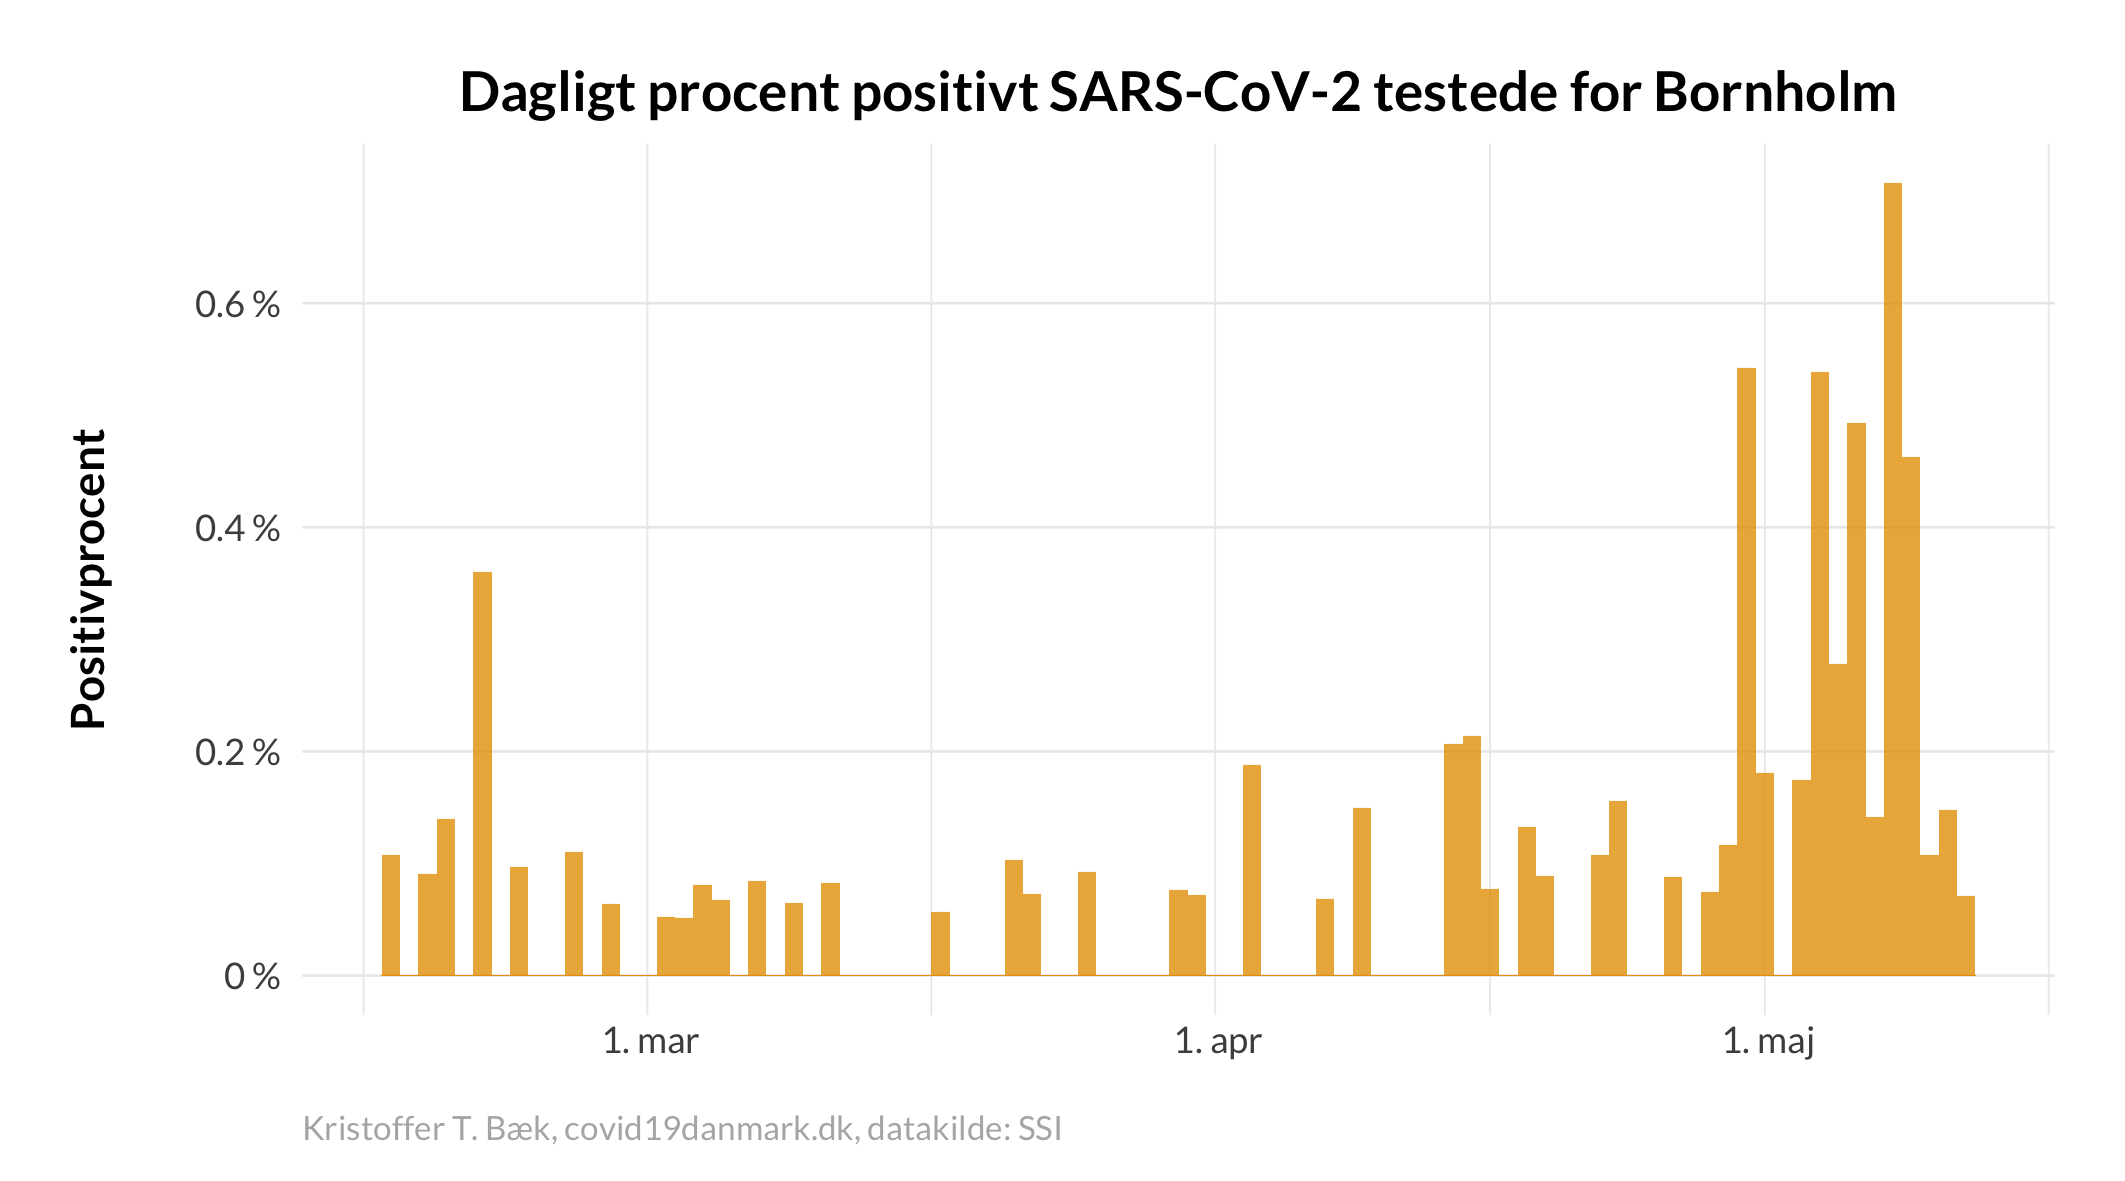 Dagligt procent positivt SARS-CoV-2 testede for Bornholm
Positivprocent
0.6 %
0.4 %
0.2 %
0 %
1. mar
1. apr
1. maj
Kristoffer T. Bæk, covid19danmark.dk, datakilde: SSI